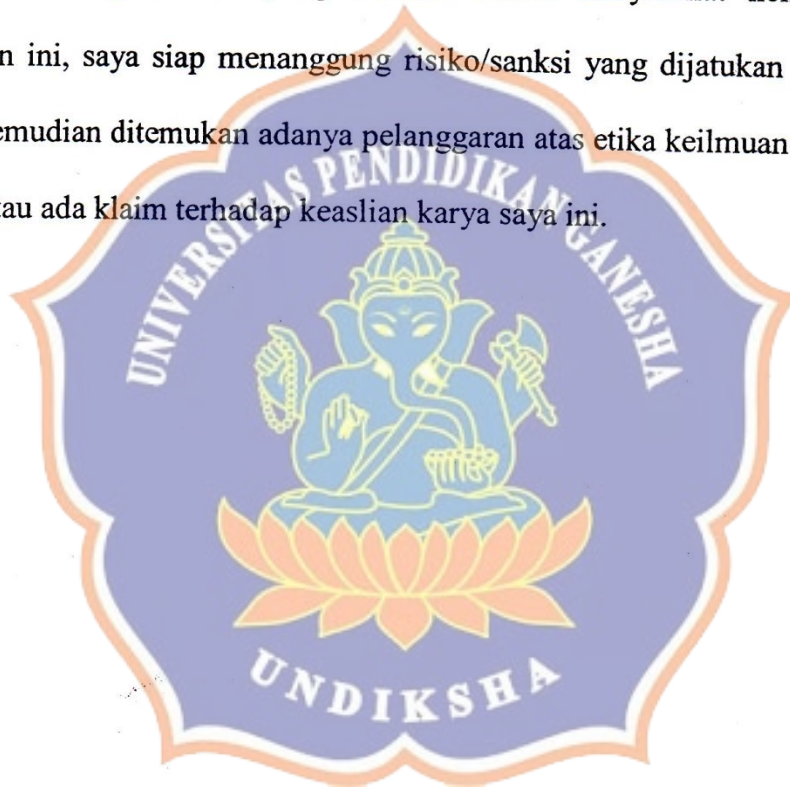 n ini, saya siap menanggung risiko/sanksi yang dijatukan
emudian ditemukan adanya pelanggaran atas etika keilmuan
tau ada klaim terhadap keaslian karya saya ini.
UNIVERSITAS PENDIDIKAN GANESHA
UNDIKSHA